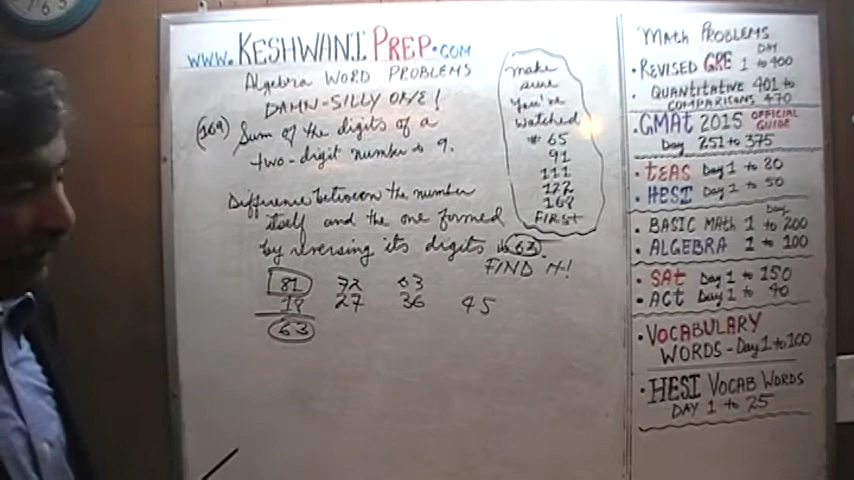 7 6 5
WWW. KESHWANI PREP.COM
Algebra WORD PROBLEMS
DAMN-SILLY ONE!
(169) Sum of the digits of a
two-digit number is 9.
Difference between the number
itself and the one formed
by reversing its digits is 63.
FIND it!
81 72 63
18 27 36 45
63
make
sure
you've
watched
# 65
91
111
122
168
FIRST
MATH PROBLEMS
• REVISED GRE DAY 1 to 400
• QUANTITATIVE 401 to
COMPARISONS 470
• GMAT 2015 OFFICIAL GUIDE
Day 251 to 375
• tEAS Day 1 to 80
• HESI Day 1 to 50
• BASIC MATH Day 1 to 200
• ALGEBRA 1 to 100
• SAt Day 1 to 150
• ACt Day 1 to 40
• VOCABULARY
WORDS - Day 1 to 100
• HESI VOCAB WORDS
DAY 1 to 25